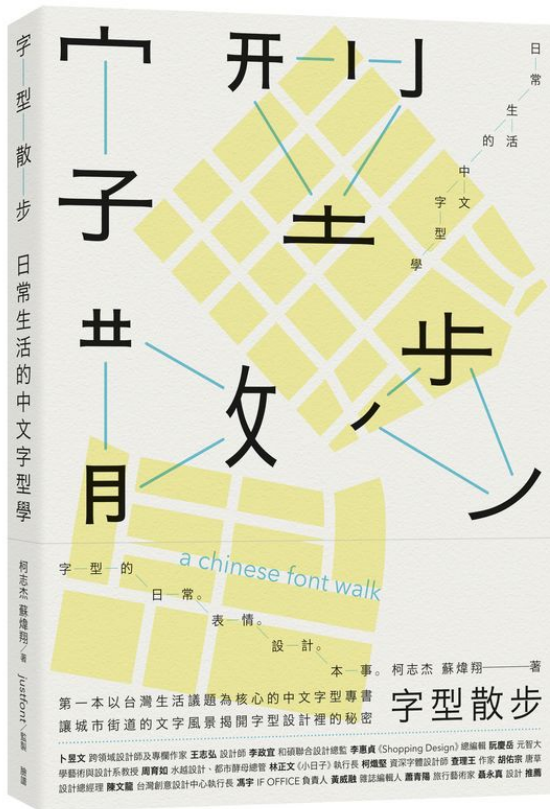 字型散步 日常生活的中文字型學 柯志杰 蘇煒翔/著 justfont/監製 臉譜
字型散步
日常生活的中文字型學
a chinese font walk
字型的
日常。
表情。
設計。
本事。 柯志杰 蘇煒翔——著
第一本以台灣生活議題為核心的中文字型專書
讓城市街道的文字風景揭開字型設計裡的秘密
字型散步
卜昱文 跨領域設計師及專欄作家 王志弘 設計師 李政宜 和碩聯合設計總監 李惠貞《Shopping Design》總編輯 阮慶岳 元智大
學藝術與設計系教授 周育如 水越設計、都市酵母總管 林正文《小日子》執行長 柯熾堅 資深字體設計師 查理王 作家 胡佑宗 唐草
設計總經理 陳文龍 台灣創意設計中心執行長 馮宇 IF OFFICE 負責人 黃威融 雜誌編輯人 蕭青陽 旅行藝術家 聶永真 設計 推薦